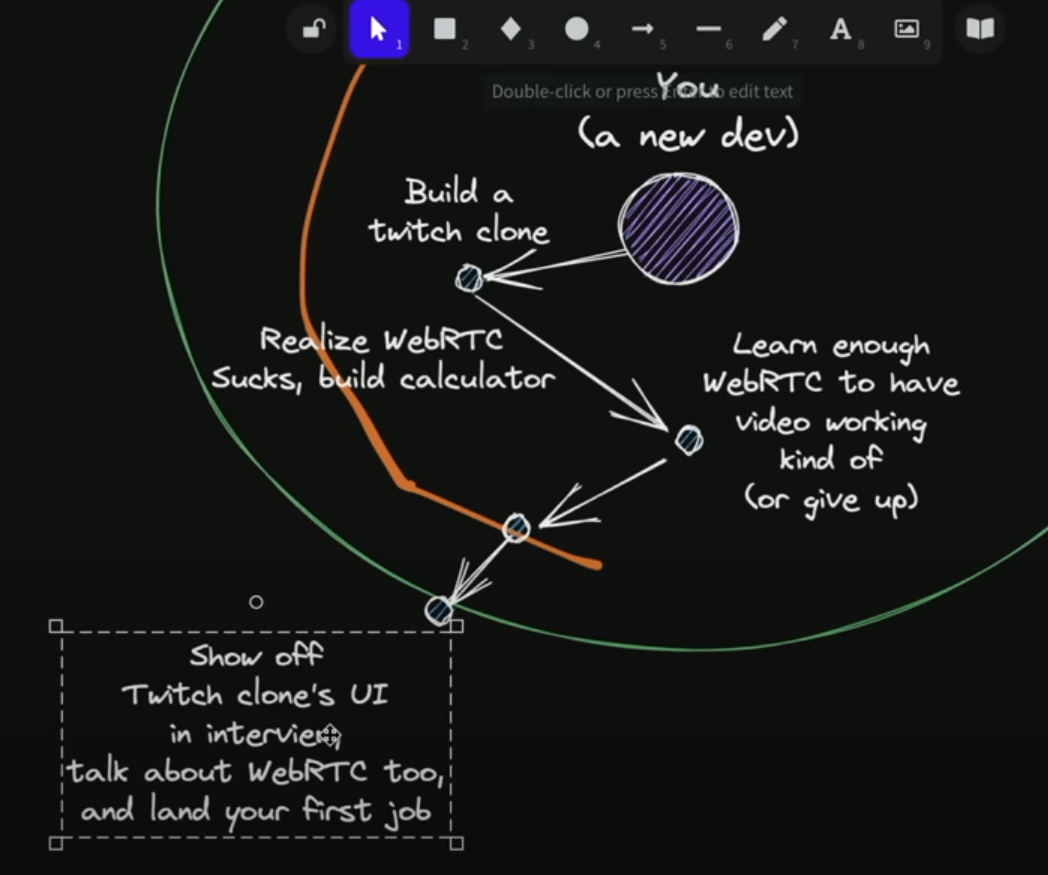 1
2
3
4
5
6
7
A
8
9
Double-click or press Enter to edit text
You
(a new dev)
Build a
twitch clone
Realize WebRTC
Sucks, build calculator
Learn enough
WebRTC to have
video working
kind of
(or give up)
Show off
Twitch clone's UI
in interview,
talk about WebRTC too,
and land your first job